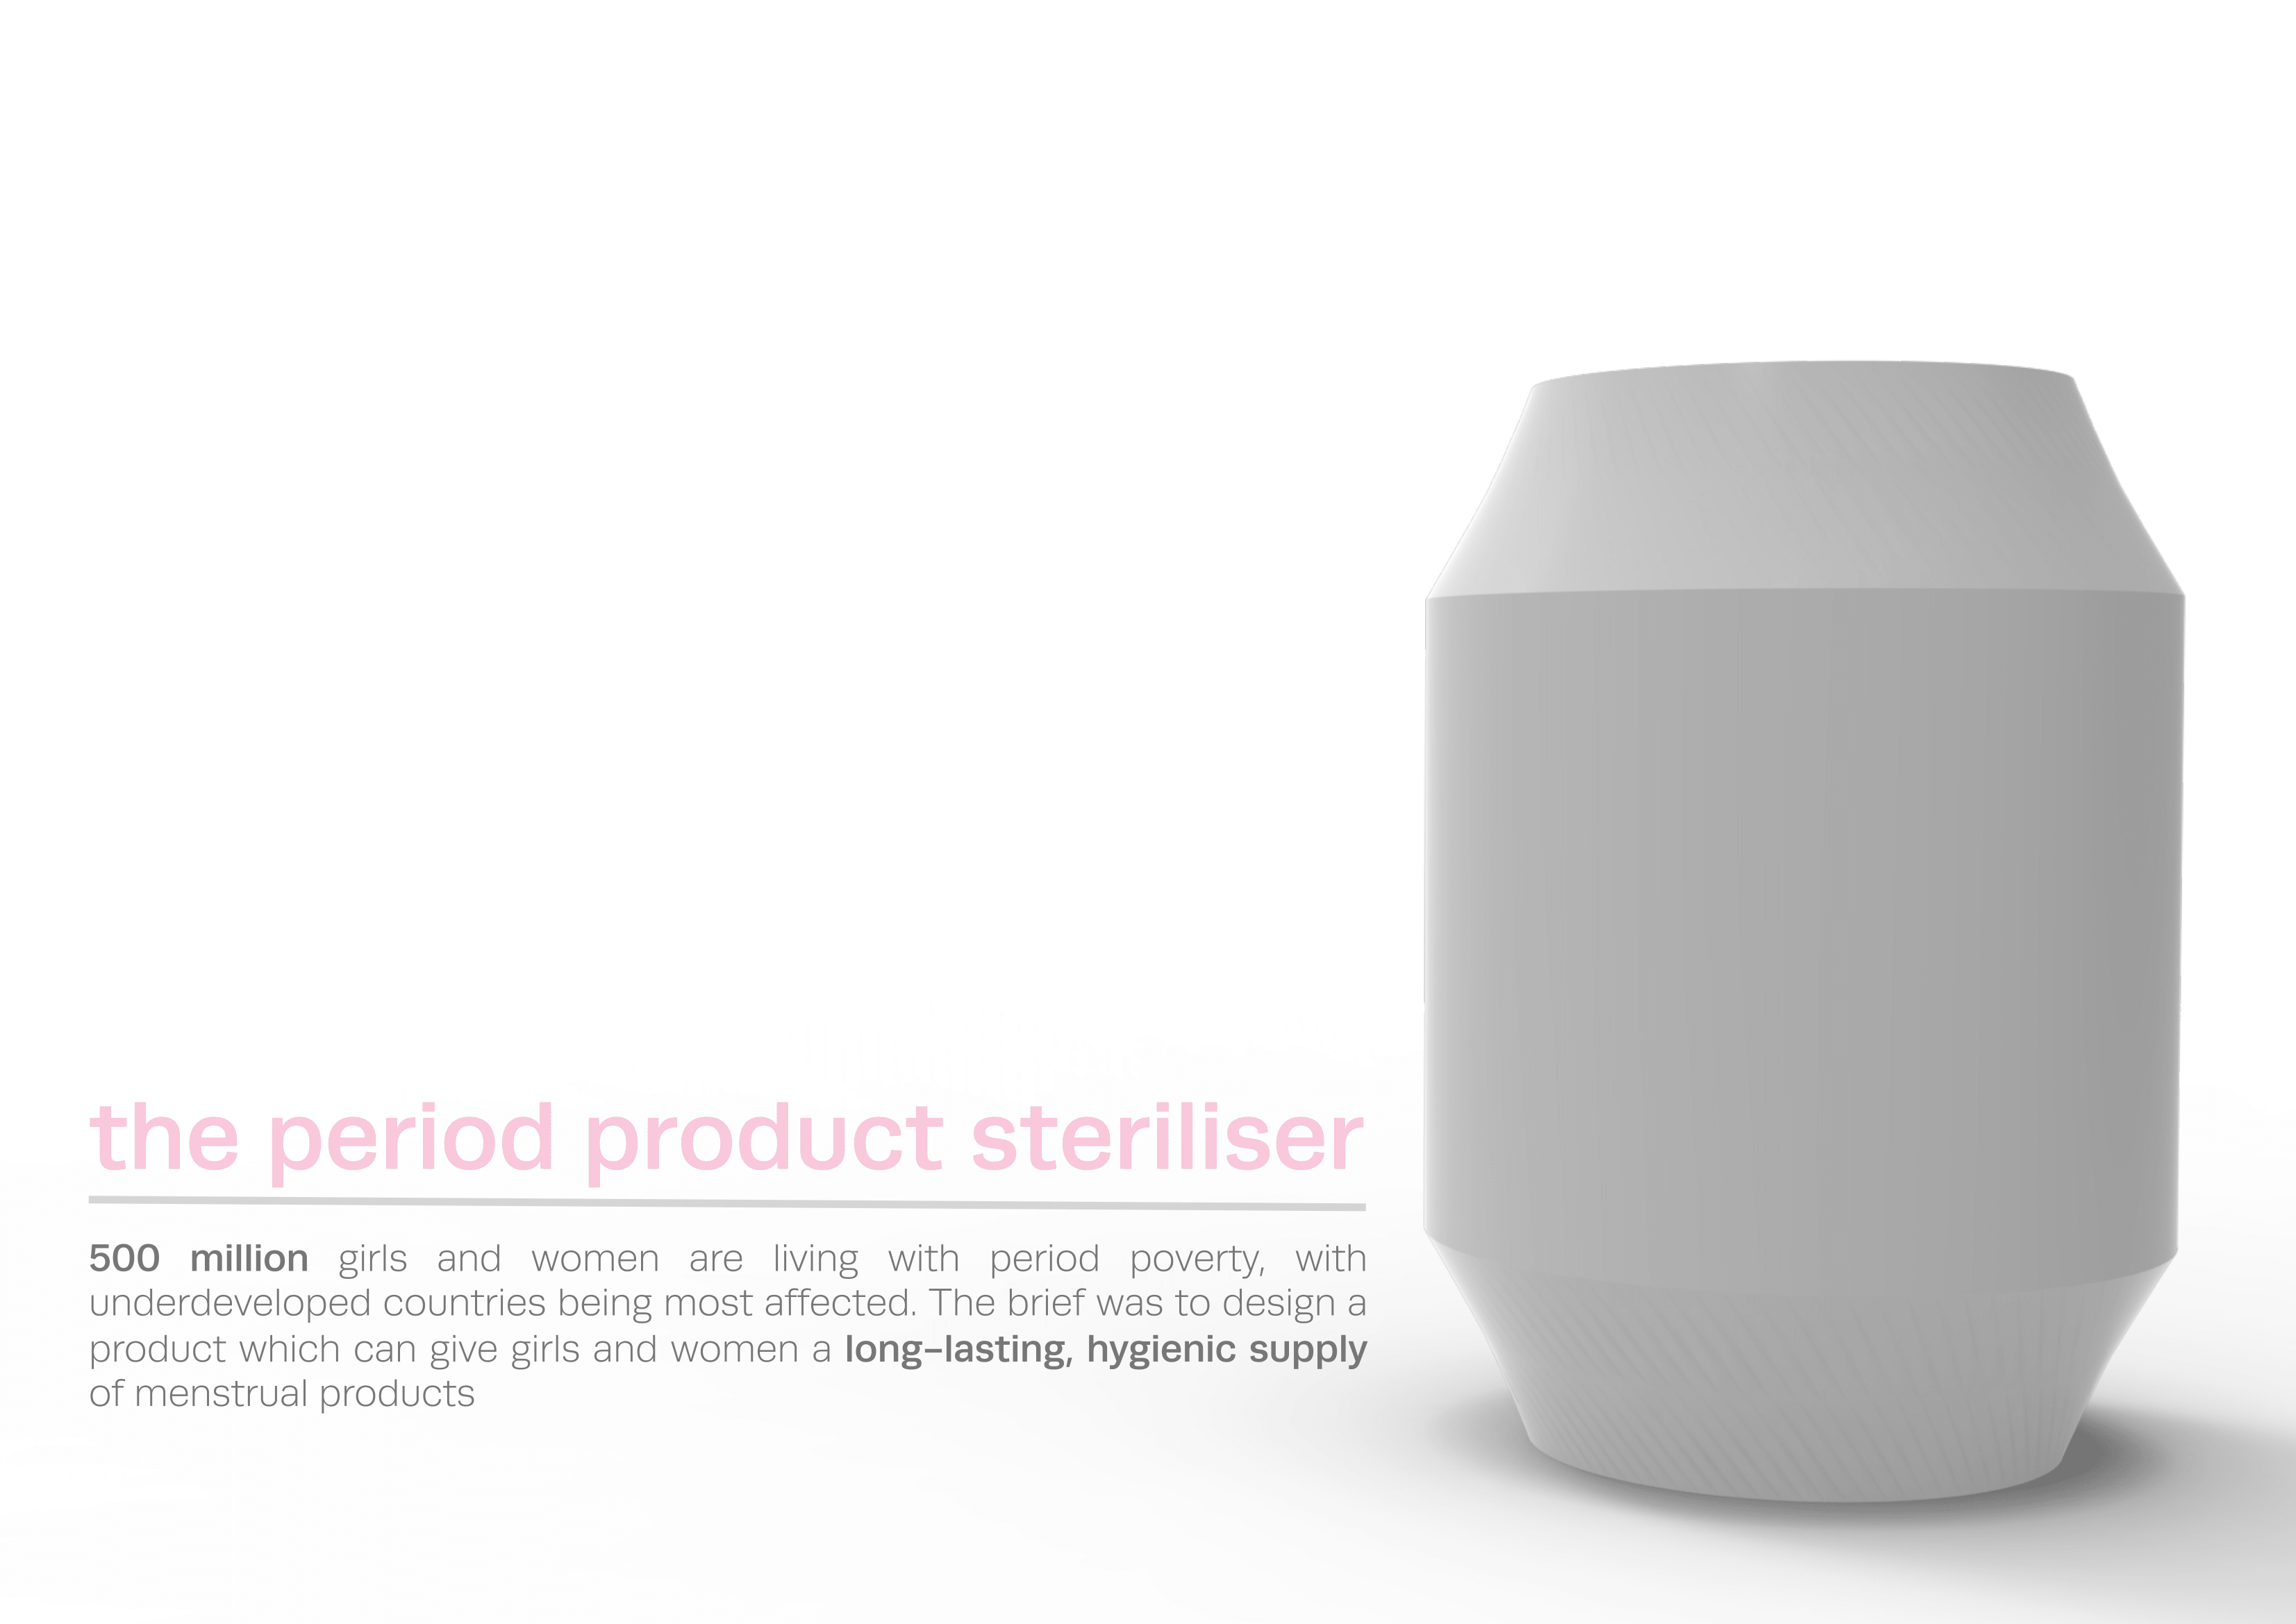 the period product steriliser
500 million girls and women are living with period poverty, with
underdeveloped countries being most affected. The brief was to design a
product which can give girls and women a long-lasting, hygienic supply
of menstrual products